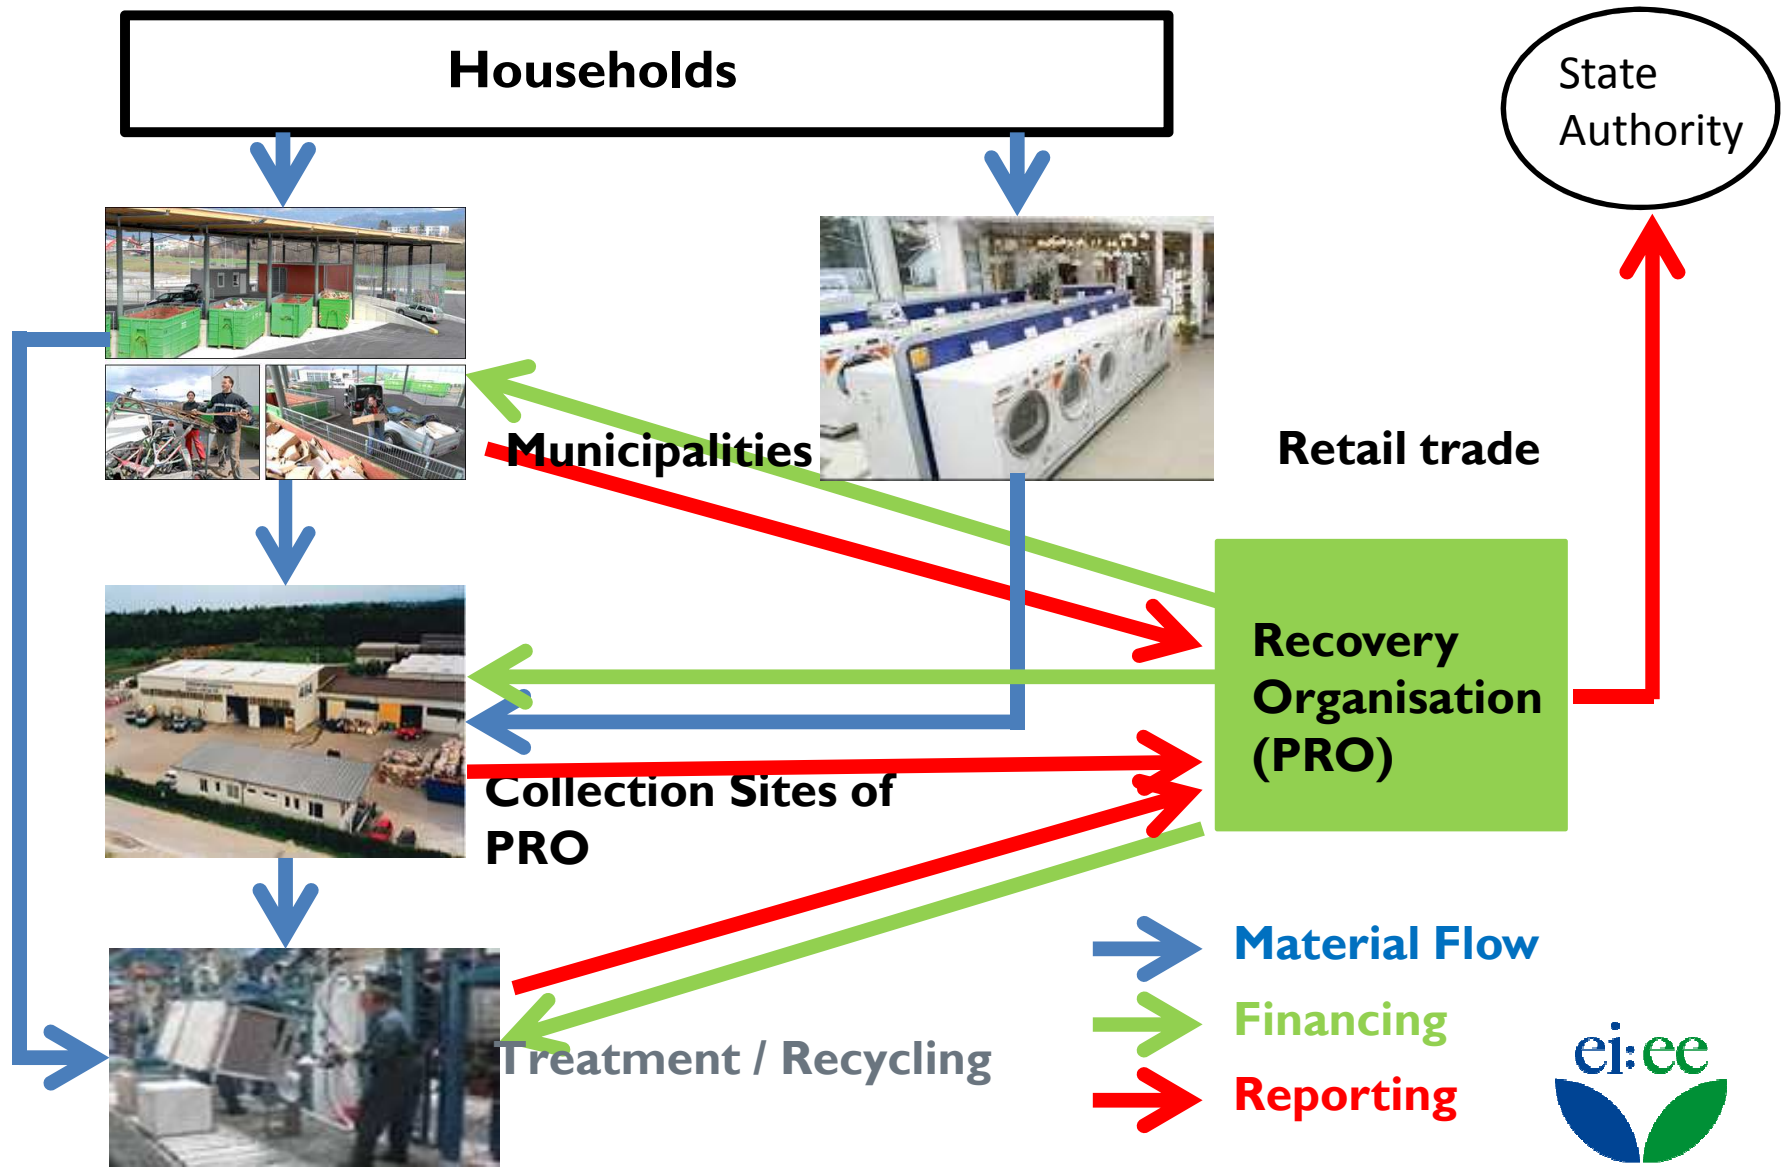 Households
State
Authority
Municipalities
Retail trade
Recovery
Organisation
(PRO)
Collection Sites of
PRO
Treatment / Recycling
Material Flow
Financing
Reporting
ei:ee